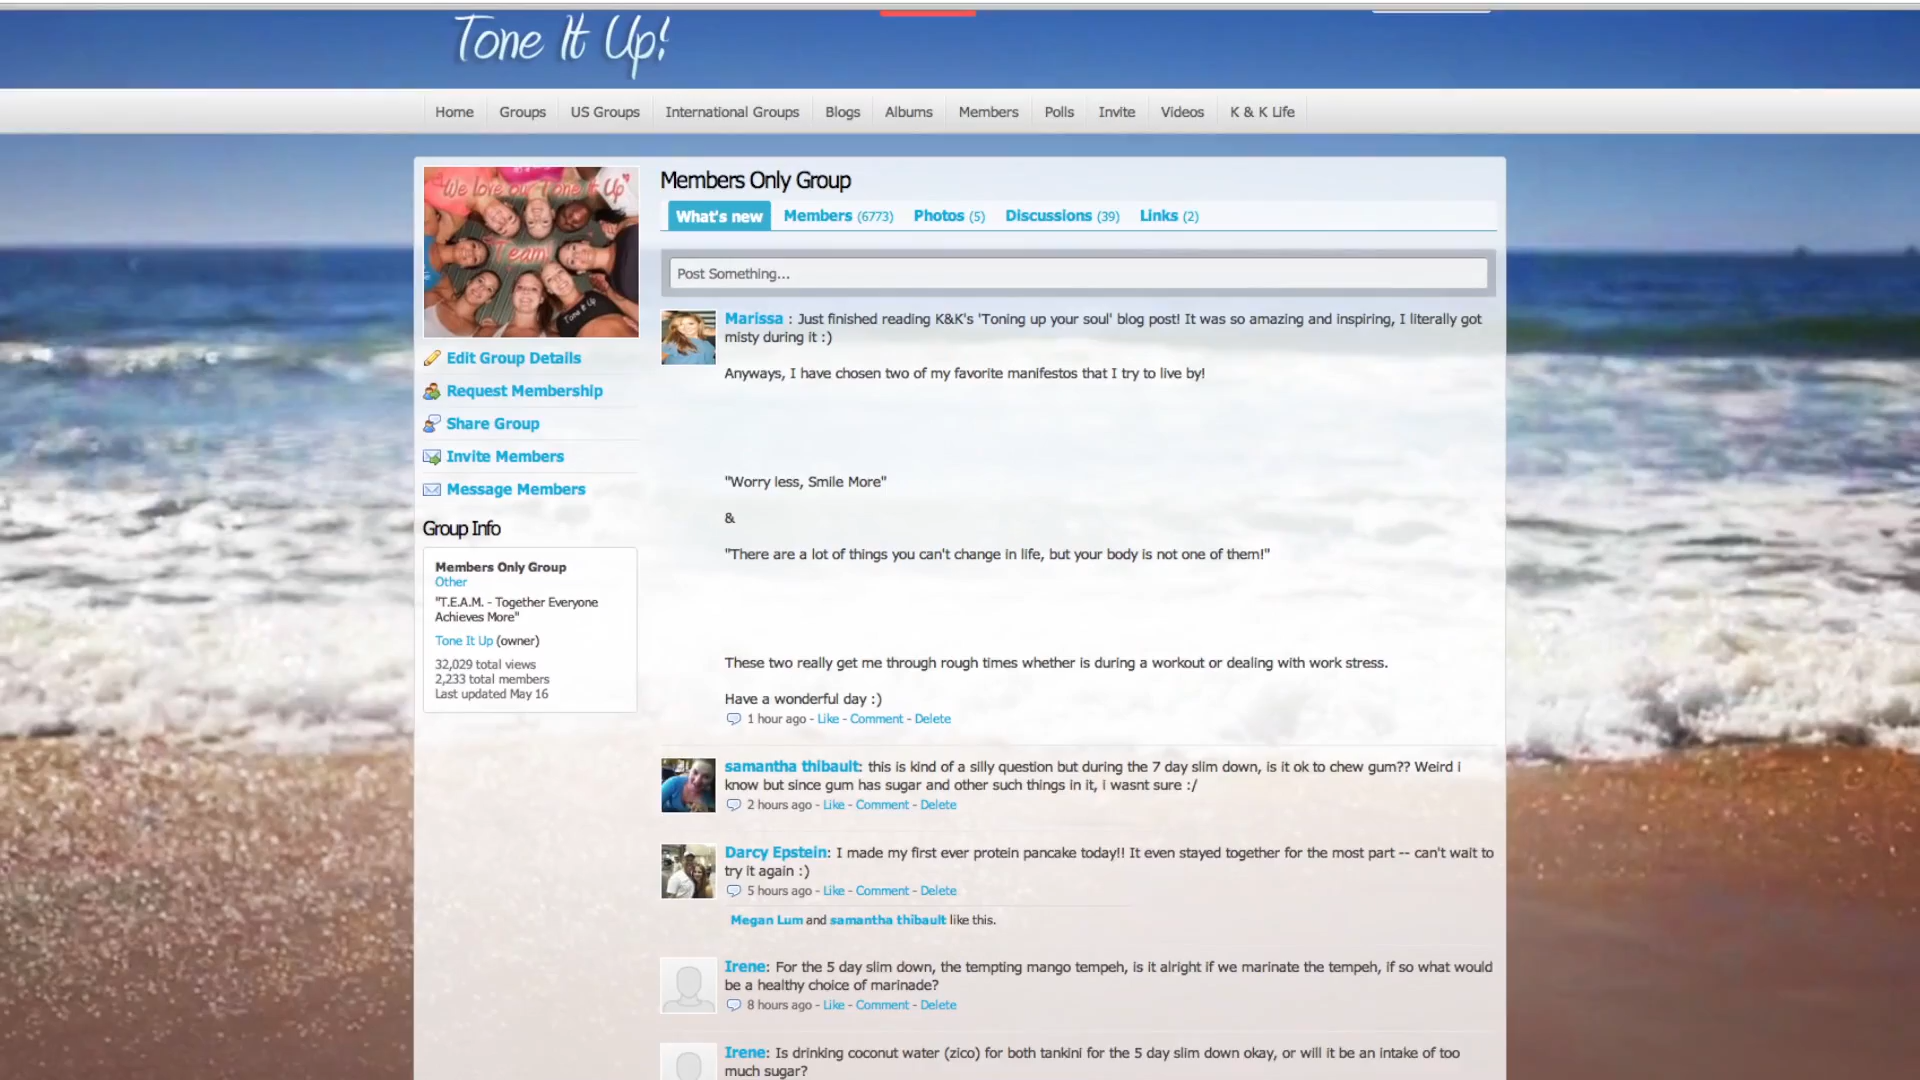 Tone It Up!
Home Groups US Groups International Groups Blogs Albums Members Polls Invite Videos K & K Life
We love our Tone It Up
Team!
Tone It Up
Edit Group Details
Request Membership
Share Group
Invite Members
Message Members
Group Info
Members Only Group
Other
"T.E.A.M. - Together Everyone
Achieves More"
Tone It Up (owner)
32,029 total views
2,233 total members
Last updated May 16
Members Only Group
What's new Members (6773) Photos (5) Discussions (39) Links (2)
Post Something...
Marissa : Just finished reading K&K's 'Toning up your soul' blog post! It was so amazing and inspiring, I literally got
misty during it :)
Anyways, I have chosen two of my favorite manifestos that I try to live by!
"Worry less, Smile More"
&
"There are a lot of things you can't change in life, but your body is not one of them!"
These two really get me through rough times whether is during a workout or dealing with work stress.
Have a wonderful day :)
1 hour ago - Like - Comment - Delete
samantha thibault: this is kind of a silly question but during the 7 day slim down, is it ok to chew gum?? Weird i
know but since gum has sugar and other such things in it, i wasnt sure :/
2 hours ago - Like - Comment - Delete
Darcy Epstein: I made my first ever protein pancake today!! It even stayed together for the most part -- can't wait to
try it again :)
5 hours ago - Like - Comment - Delete
Megan Lum and samantha thibault like this.
Irene: For the 5 day slim down, the tempting mango tempeh, is it alright if we marinate the tempeh, if so what would
be a healthy choice of marinade?
8 hours ago - Like - Comment - Delete
Irene: Is drinking coconut water (zico) for both tankini for the 5 day slim down okay, or will it be an intake of too
much sugar?